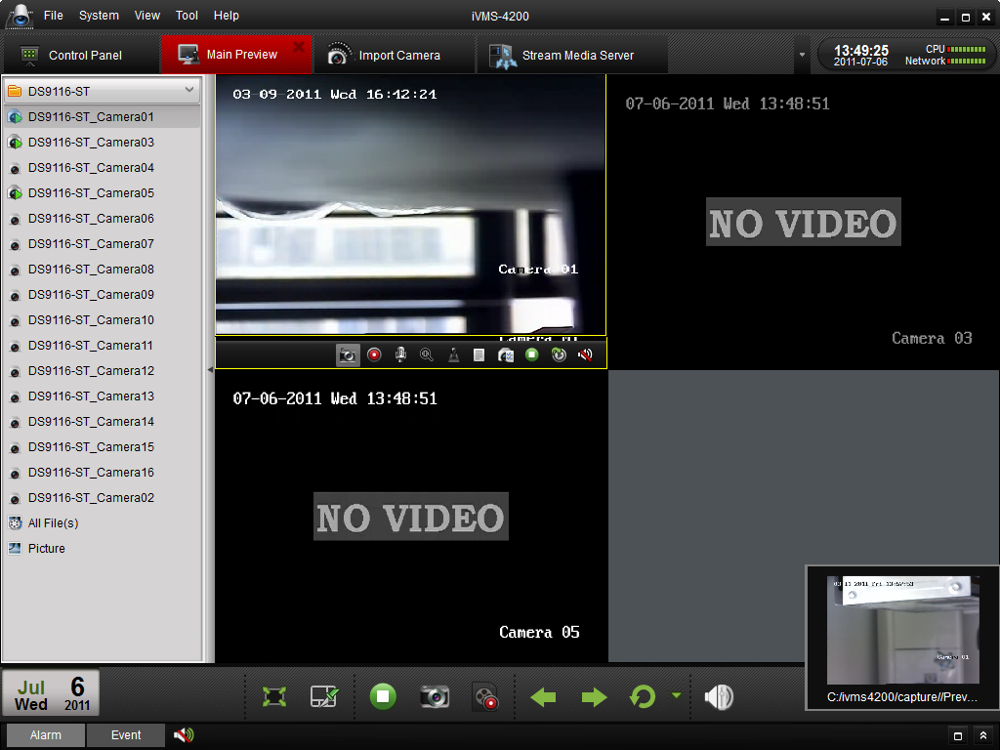 File System View Tool Help
iVMS-4200
Control Panel
Main Preview
Import Camera
Stream Media Server
13:49:25
2011-07-06
CPU
Network
DS9116-ST
DS9116-ST_Camera01
DS9116-ST_Camera03
DS9116-ST_Camera04
DS9116-ST_Camera05
DS9116-ST_Camera06
DS9116-ST_Camera07
DS9116-ST_Camera08
DS9116-ST_Camera09
DS9116-ST_Camera10
DS9116-ST_Camera11
DS9116-ST_Camera12
DS9116-ST_Camera13
DS9116-ST_Camera14
DS9116-ST_Camera15
DS9116-ST_Camera16
DS9116-ST_Camera02
All File(s)
Picture
03-09-2011 Wed 16:42:24
Camera 01
07-06-2011 Wed 13:48:51
NO VIDEO
Camera 03
07-06-2011 Wed 13:48:51
NO VIDEO
Camera 05
Camera 01
C:/ivms4200/capture//Prev...
Jul 6
Wed 2011
Alarm
Event